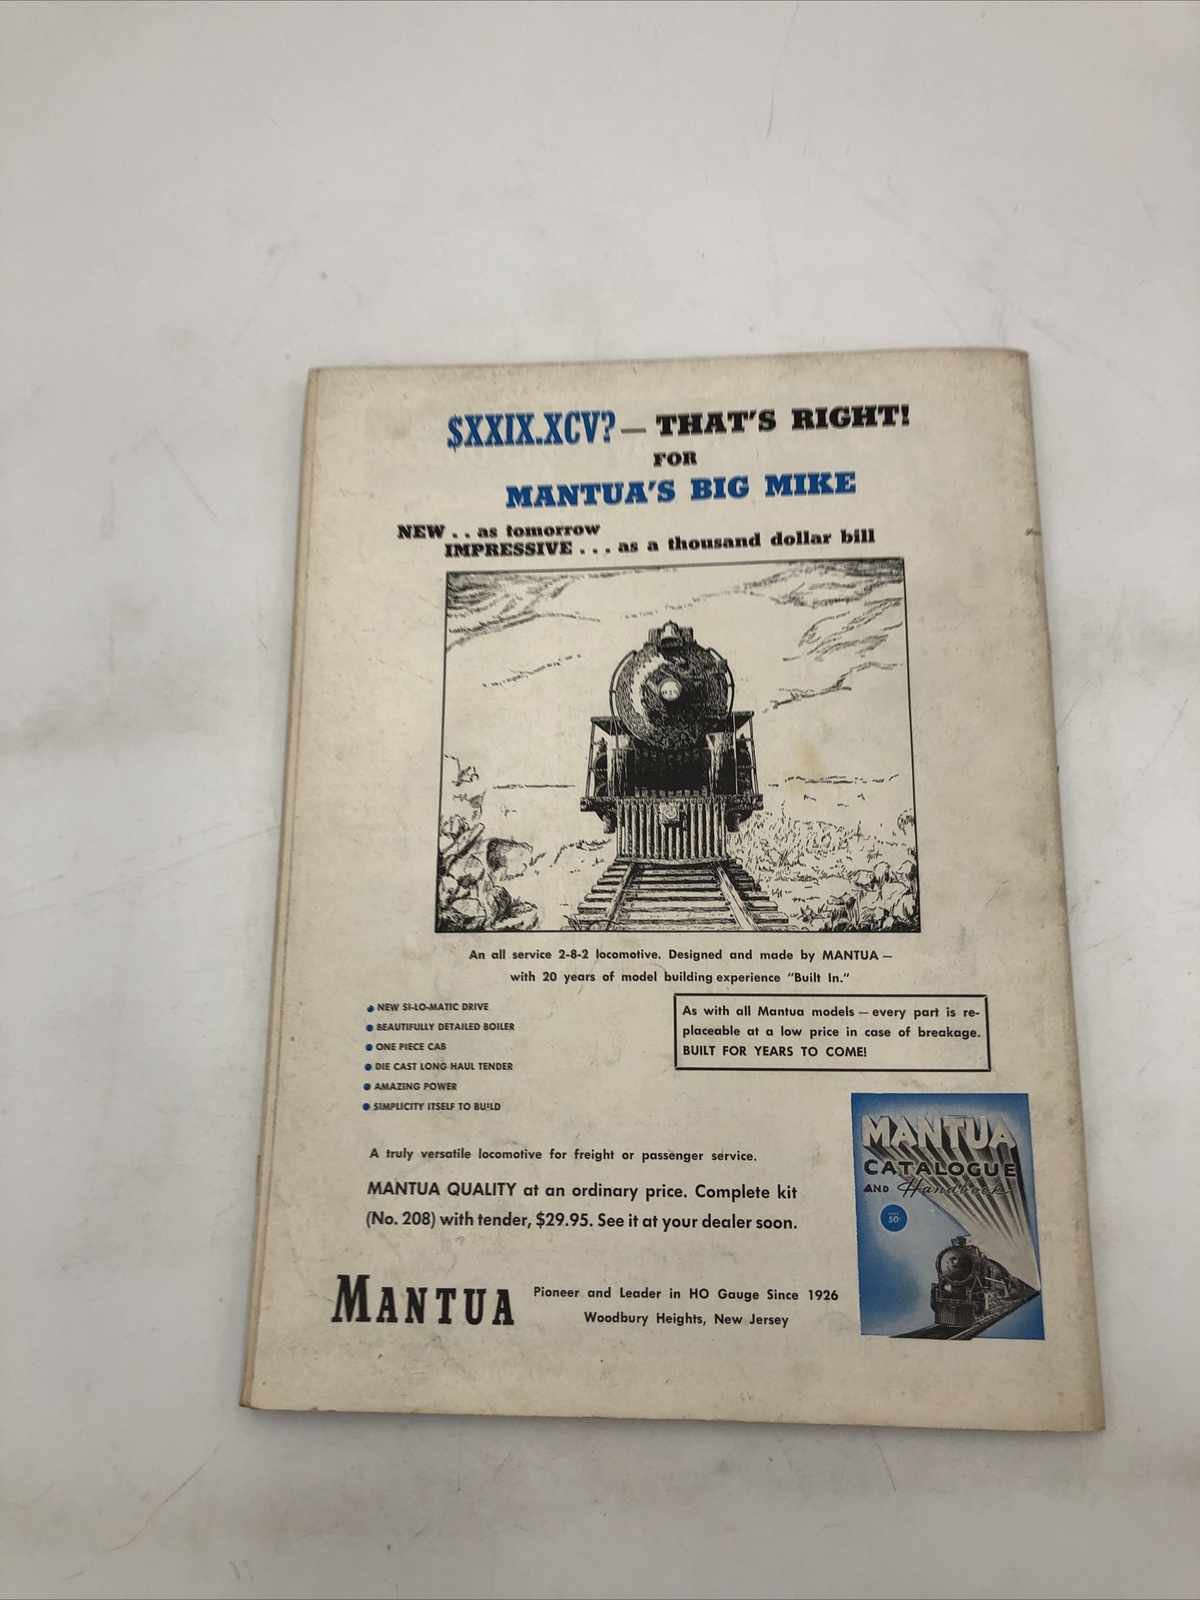 $XXIX.XCV? — THAT'S RIGHT!
FOR
MANTUA'S BIG MIKE
NEW . . as tomorrow
IMPRESSIVE . . . as a thousand dollar bill
An all service 2-8-2 locomotive. Designed and made by MANTUA —
with 20 years of model building experience "Built In."
● NEW SI-LO-MATIC DRIVE
● BEAUTIFULLY DETAILED BOILER
● ONE PIECE CAB
● DIE CAST LONG HAUL TENDER
● AMAZING POWER
● SIMPLICITY ITSELF TO BUILD
As with all Mantua models — every part is re-
placeable at a low price in case of breakage.
BUILT FOR YEARS TO COME!
A truly versatile locomotive for freight or passenger service.
MANTUA QUALITY at an ordinary price. Complete kit
(No. 208) with tender, $29.95. See it at your dealer soon.
MANTUA
CATALOGUE
AND Handbook
50¢
MANTUA
Pioneer and Leader in HO Gauge Since 1926
Woodbury Heights, New Jersey